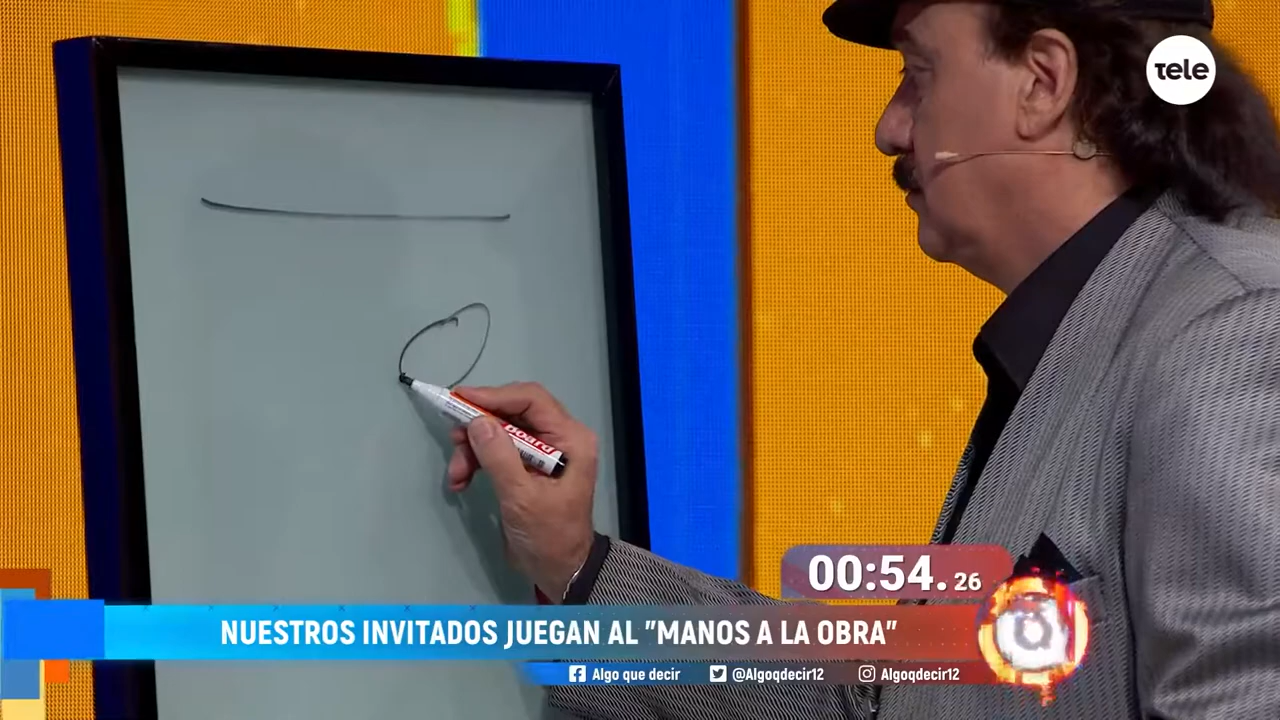 tele
board
00:54.26
NUESTROS INVITADOS JUEGAN AL "MANOS A LA OBRA"
Algo que decir @Algoqdecir12 Algoqdecir12